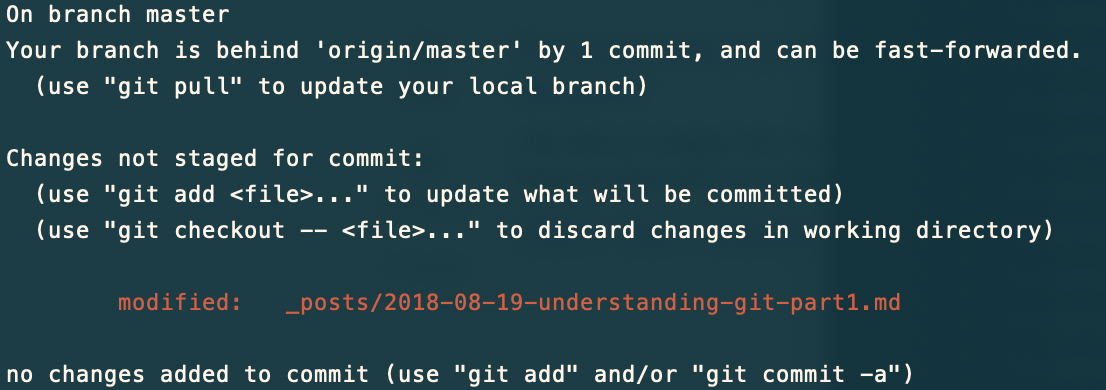 On branch master
Your branch is behind 'origin/master' by 1 commit, and can be fast-forwarded.
  (use "git pull" to update your local branch)

Changes not staged for commit:
  (use "git add <file>..." to update what will be committed)
  (use "git checkout -- <file>..." to discard changes in working directory)

        modified:   _posts/2018-08-19-understanding-git-part1.md

no changes added to commit (use "git add" and/or "git commit -a")